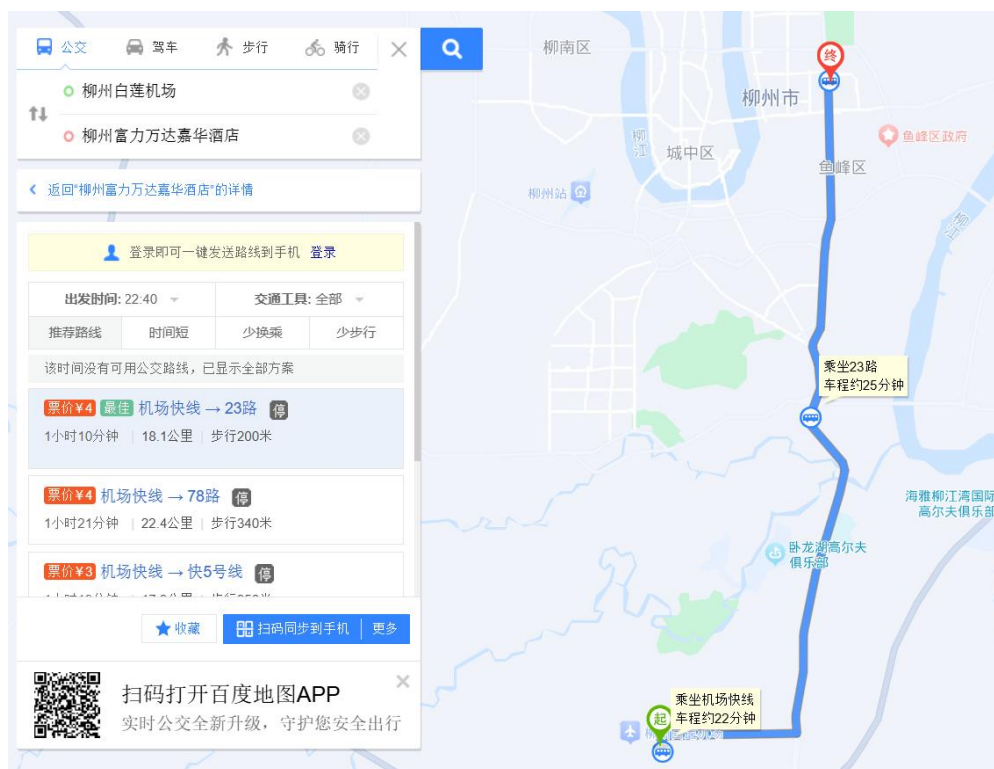 公交
驾车
步行
骑行
柳州白莲机场
柳州富力万达嘉华酒店
返回"柳州富力万达嘉华酒店"的详情
登录即可一键发送路线到手机 登录
出发时间: 22:40
交通工具: 全部
推荐路线
时间短
少换乘
少步行
该时间没有可用公交路线，已显示全部方案
票价¥4 最佳 机场快线 → 23路 停
1小时10分钟 | 18.1公里 | 步行200米
票价¥4 机场快线 → 78路 停
1小时21分钟 | 22.4公里 | 步行340米
票价¥3 机场快线 → 快5号线 停
收藏
扫码同步到手机 | 更多
扫码打开百度地图APP
实时公交全新升级，守护您安全出行
柳南区
终
柳州市
柳江
城中区
鱼峰区政府
鱼峰区
柳州站
柳江
乘坐23路
车程约25分钟
海雅柳江湾国际
高尔夫俱乐部
卧龙湖高尔夫
俱乐部
乘坐机场快线
车程约22分钟
起